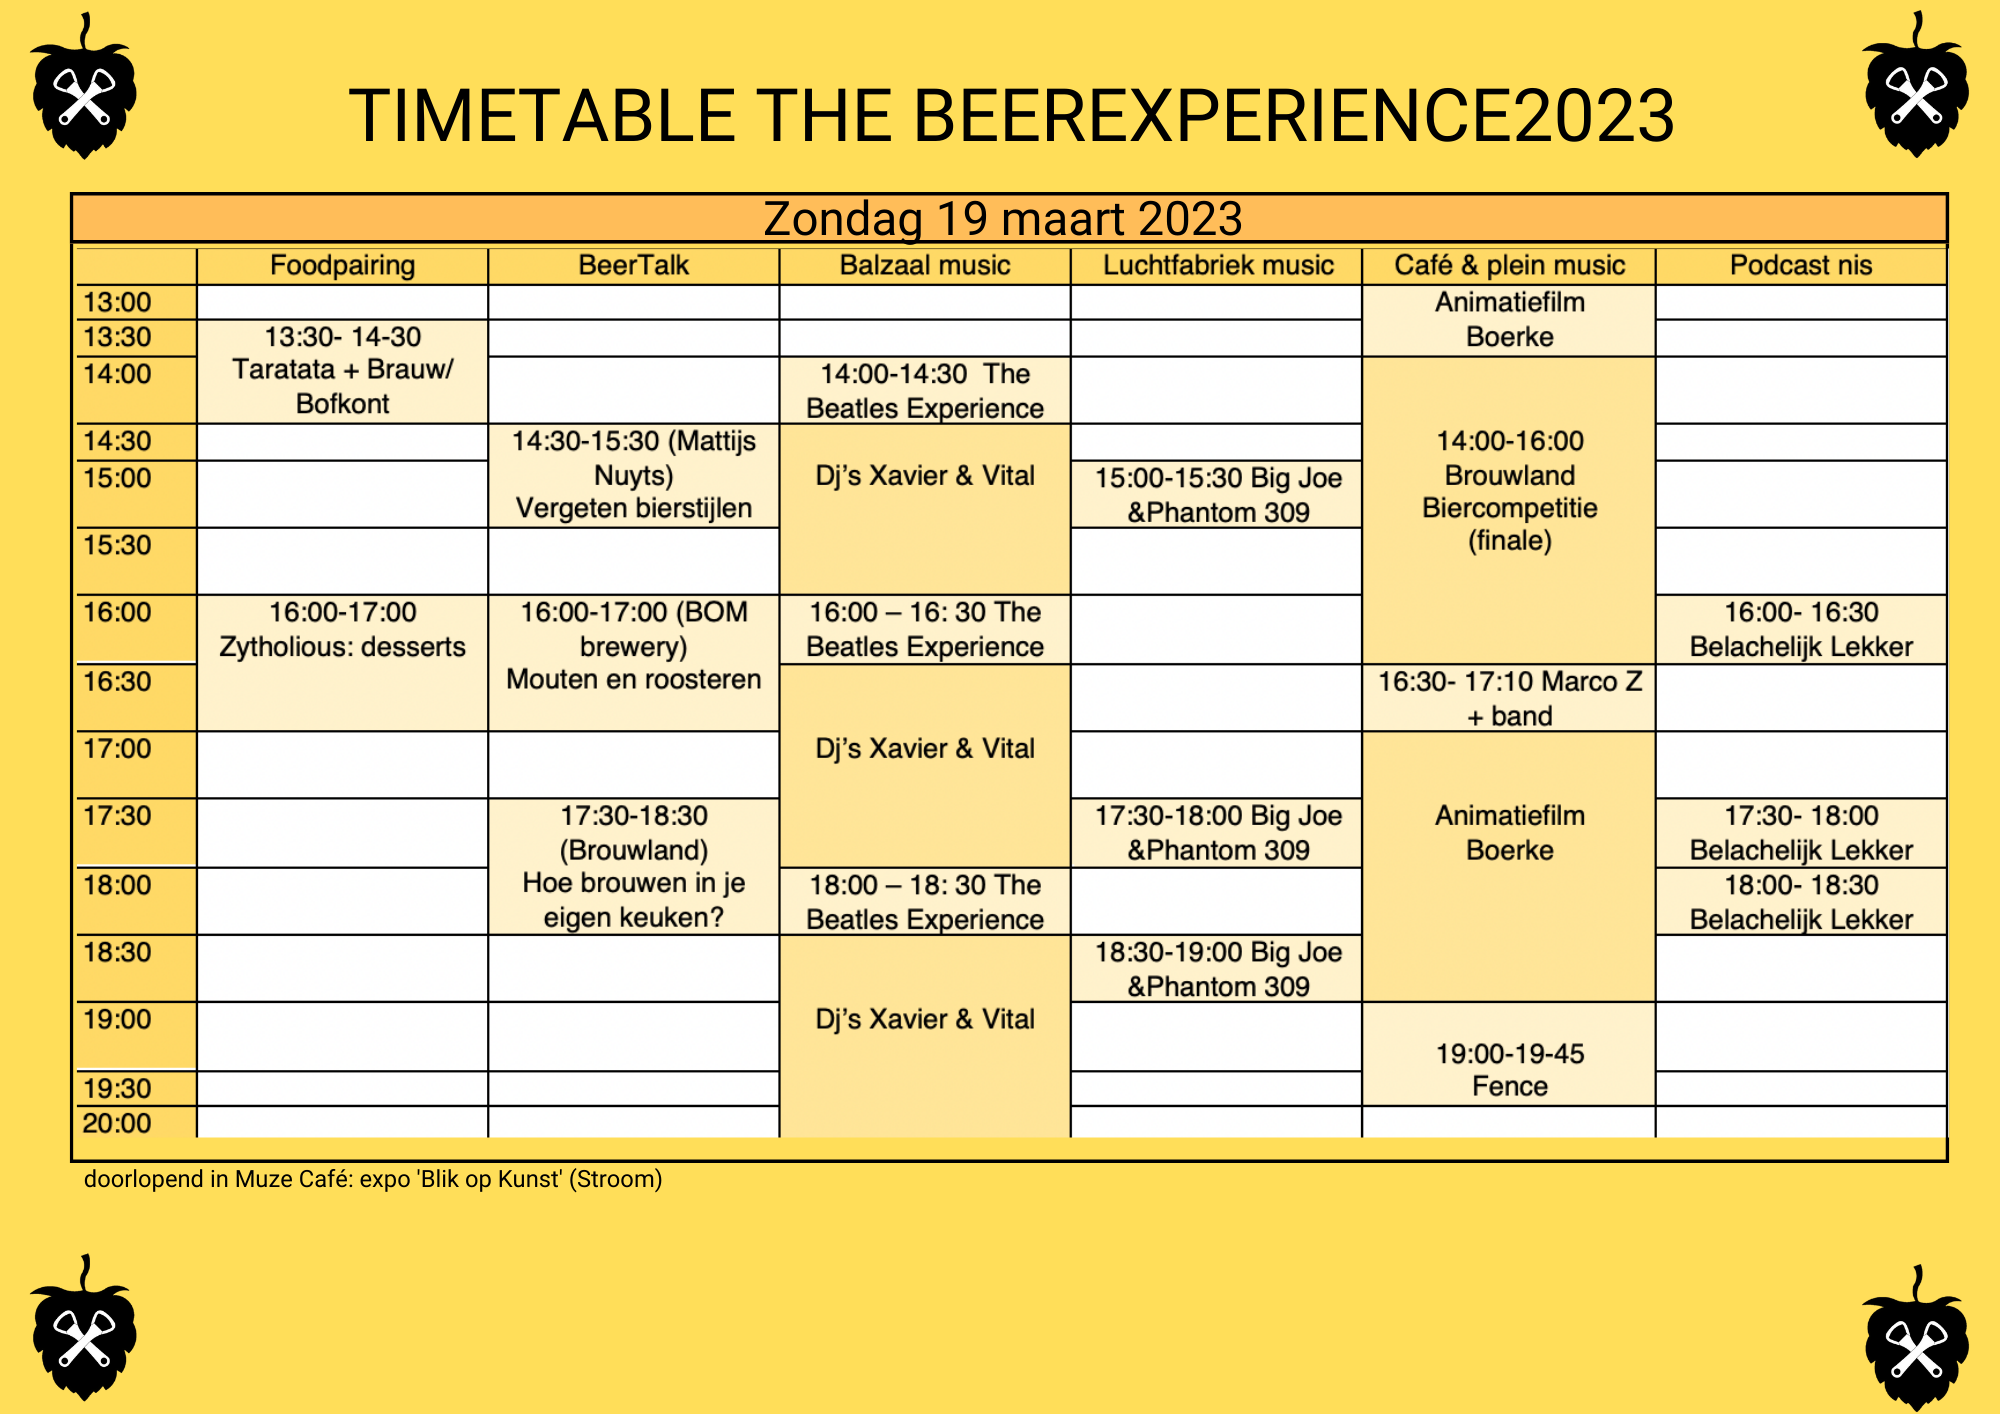 TIMETABLE THE BEEREXPERIENCE2023
Zondag 19 maart 2023
Foodpairing BeerTalk Balzaal music Luchtfabriek music Café & plein music Podcast nis
13:00
Animatiefilm
Boerke
13:30
13:30- 14-30
Taratata + Brauw/
Bofkont
14:00
14:00-14:30  The
Beatles Experience
14:00-16:00
Brouwland
Biercompetitie
(finale)
14:30
14:30-15:30 (Mattijs
Nuyts)
Vergeten bierstijlen
Dj's Xavier & Vital
15:00
15:00-15:30 Big Joe
&Phantom 309
15:30
16:00
16:00-17:00
Zytholious: desserts
16:00-17:00 (BOM
brewery)
Mouten en roosteren
16:00 – 16: 30 The
Beatles Experience
16:00- 16:30
Belachelijk Lekker
16:30
Dj's Xavier & Vital
16:30- 17:10 Marco Z
+ band
17:00
Animatiefilm
Boerke
17:30
17:30-18:30
(Brouwland)
Hoe brouwen in je
eigen keuken?
17:30-18:00 Big Joe
&Phantom 309
17:30- 18:00
Belachelijk Lekker
18:00
18:00 – 18: 30 The
Beatles Experience
18:00- 18:30
Belachelijk Lekker
18:30
Dj's Xavier & Vital
18:30-19:00 Big Joe
&Phantom 309
19:00
19:00-19-45
Fence
19:30
20:00
doorlopend in Muze Café: expo 'Blik op Kunst' (Stroom)